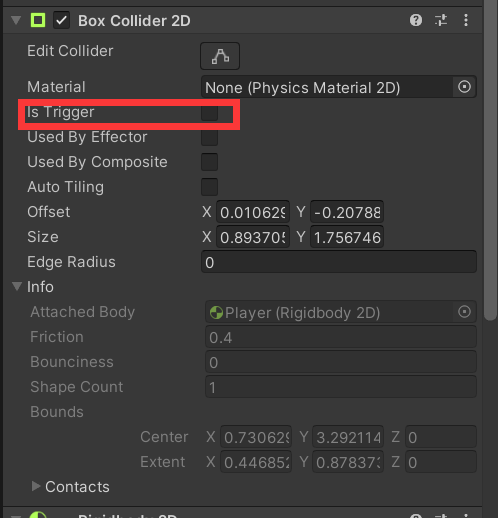 Box Collider 2D
Edit Collider
Material None (Physics Material 2D)
Is Trigger
Used By Effector
Used By Composite
Auto Tiling
Offset X 0.010629 Y -0.20788
Size X 0.893705 Y 1.756746
Edge Radius 0
Info
Attached Body Player (Rigidbody 2D)
Friction 0.4
Bounciness 0
Shape Count 1
Bounds
Center X 0.730629 Y 3.292114 Z 0
Extent X 0.446852 Y 0.878373 Z 0
Contacts
Rigidbody 2D